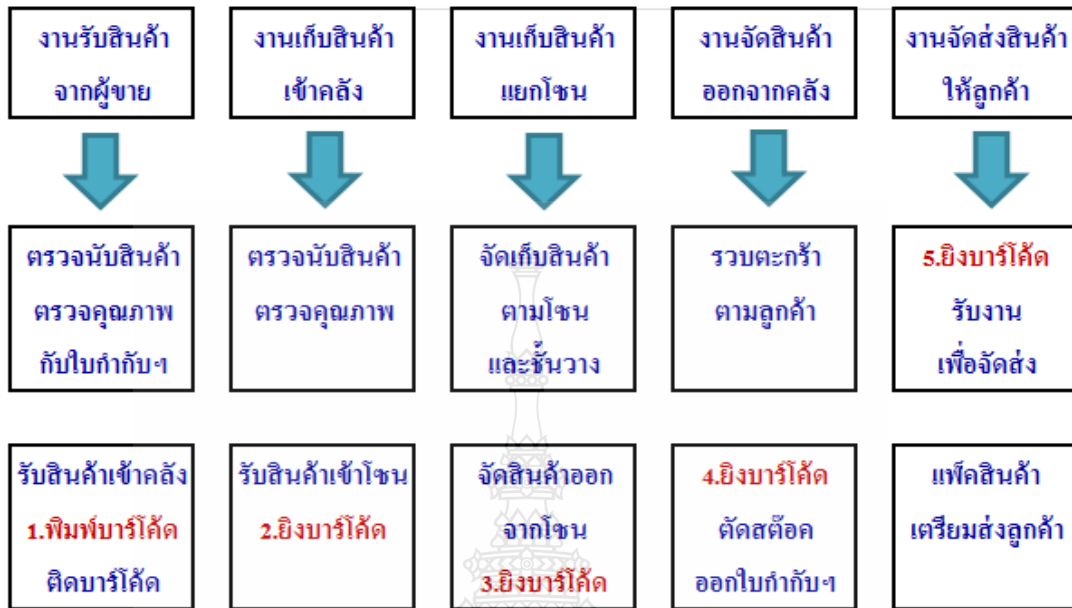 งานรับสินค้า
จากผู้ขาย
งานเก็บสินค้า
เข้าคลัง
งานเก็บสินค้า
แยกโซน
งานจัดสินค้า
ออกจากคลัง
งานจัดส่งสินค้า
ให้ลูกค้า
ตรวจนับสินค้า
ตรวจคุณภาพ
กับใบกำกับฯ
ตรวจนับสินค้า
ตรวจคุณภาพ
จัดเก็บสินค้า
ตามโซน
และชั้นวาง
รวบตะกร้า
ตามลูกค้า
5.ยิงบาร์โค้ด
รับงาน
เพื่อจัดส่ง
รับสินค้าเข้าคลัง
1.พิมพ์บาร์โค้ด
ติดบาร์โค้ด
รับสินค้าเข้าโซน
2.ยิงบาร์โค้ด
จัดสินค้าออก
จากโซน
3.ยิงบาร์โค้ด
4.ยิงบาร์โค้ด
ตัดสต๊อค
ออกใบกำกับฯ
แพ็คสินค้า
เตรียมส่งลูกค้า